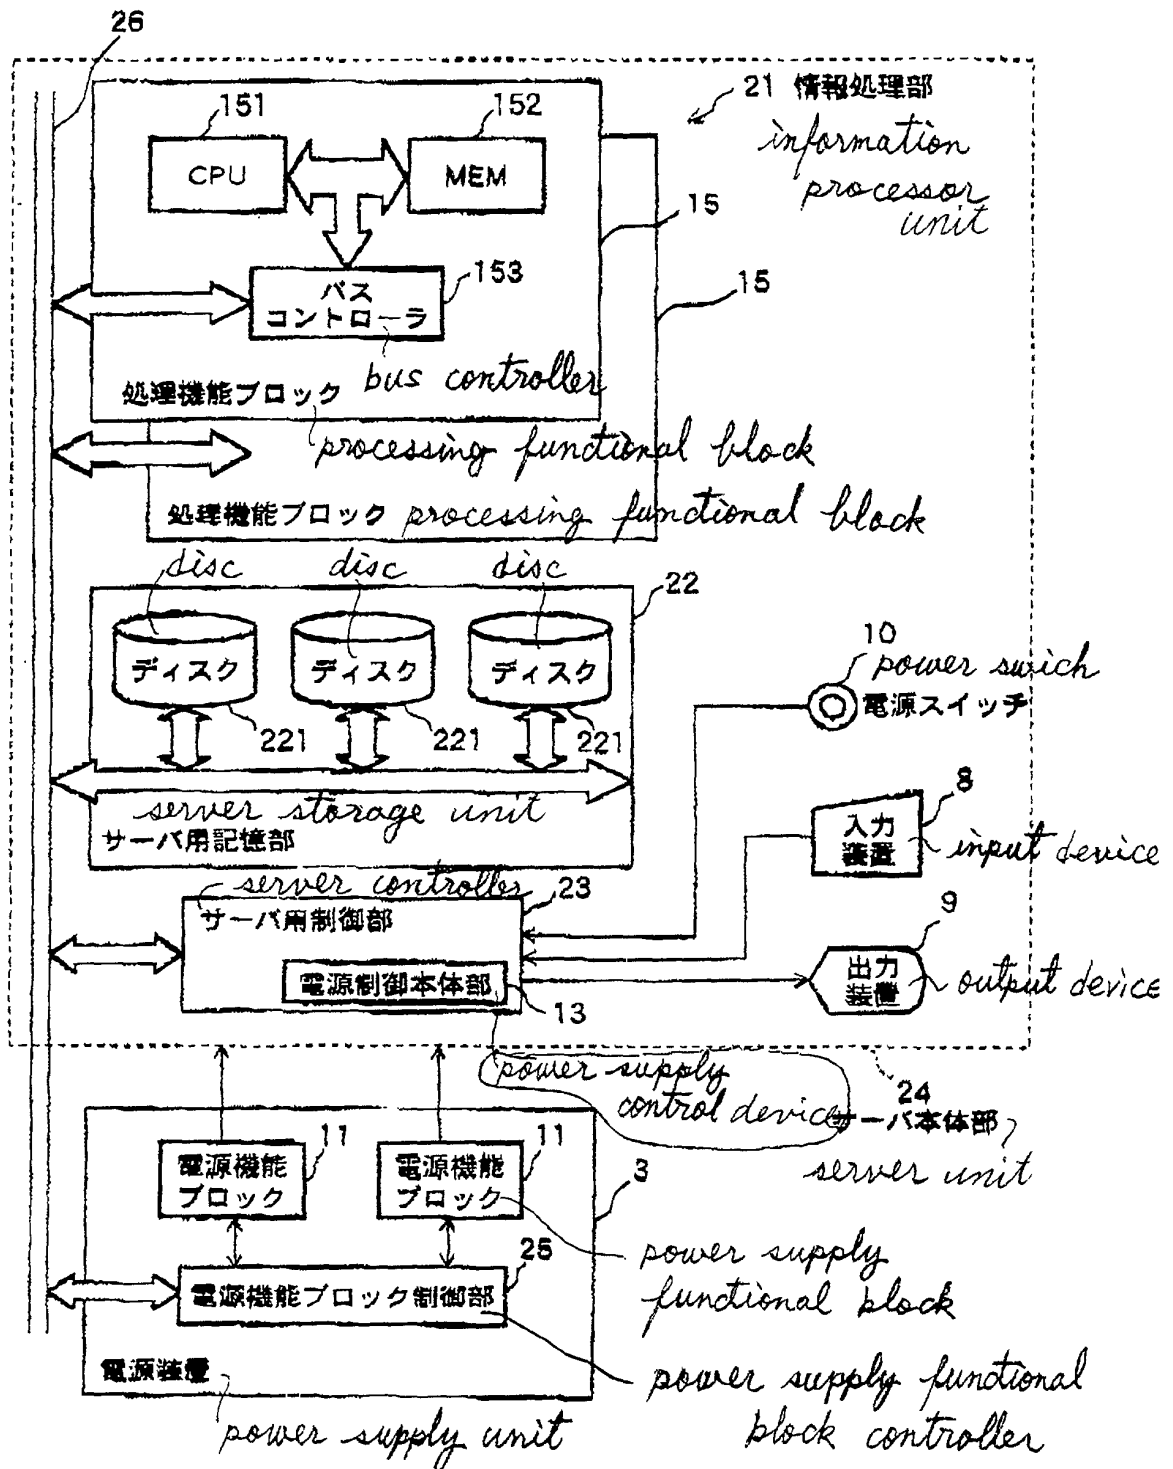 26
21 情報処理部
information
processor
unit
151
152
CPU
MEM
15
15
153
バス
コントローラ
bus controller
処理機能ブロック
processing functional block
処理機能ブロック
processing functional block
disc
disc
disc
22
ディスク
ディスク
ディスク
221
221
221
server storage unit
サーバ用記憶部
10
power swich
電源スイッチ
8
入力
装置
input device
server controller
23
サーバ用制御部
電源制御本体部
13
9
出力
装置
output device
power supply
control device
24
サーバ本体部
server unit
11
電源機能
ブロック
11
電源機能
ブロック
3
power supply
functional block
25
電源機能ブロック制御部
電源装置
power supply unit
power supply functional
block controller